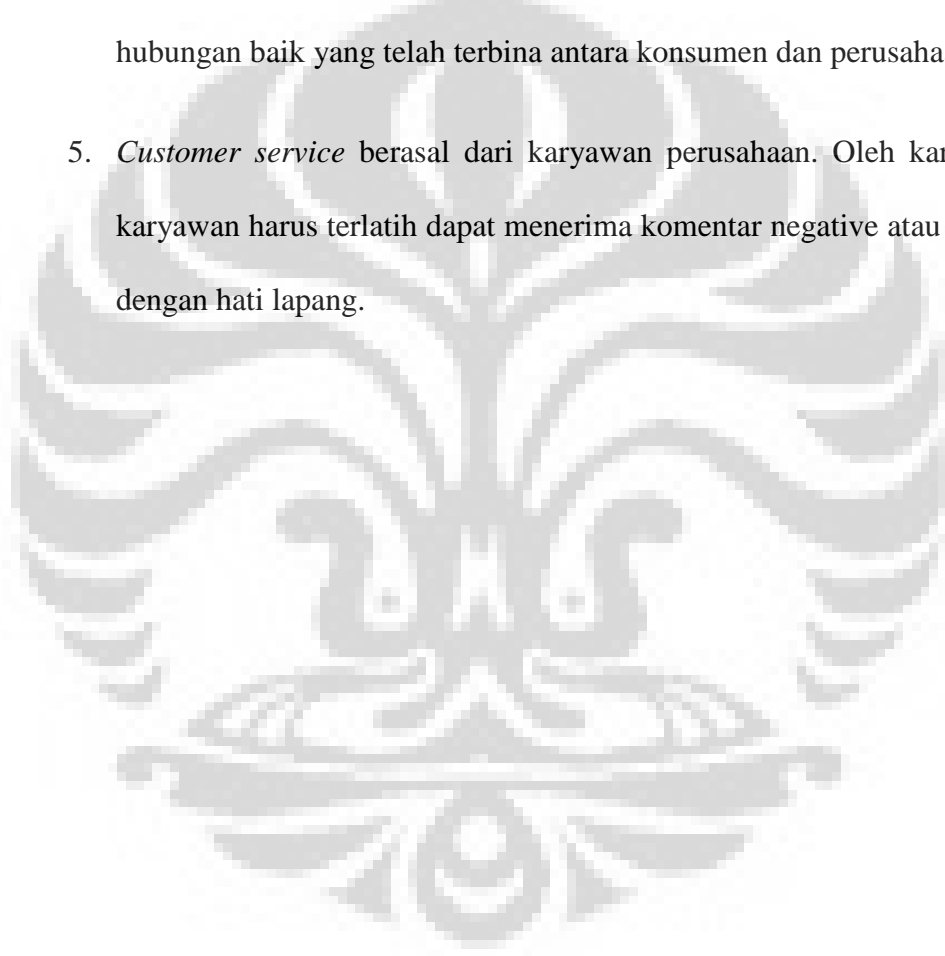 hubungan baik yang telah terbina antara konsumen dan perusaha
5. Customer service berasal dari karyawan perusahaan. Oleh kar
karyawan harus terlatih dapat menerima komentar negative atau
dengan hati lapang.